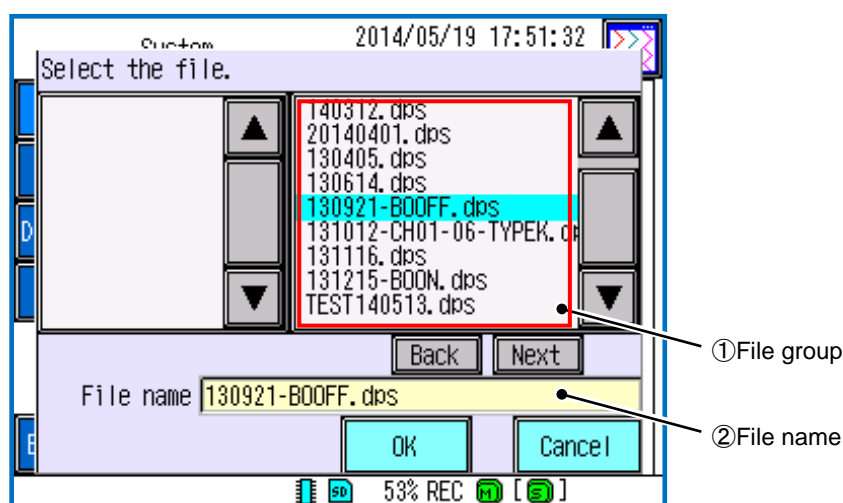 2014/05/19 17:51:32
Select the file.
140312.dps
20140401.dps
130405.dps
130614.dps
130921-BOOFF.dps
131012-CH01-06-TYPEK.
131116.dps
131215-BOON.dps
TEST140513.dps
D
Back Next
①File group
File name 130921-BOOFF.dps
②File name
OK Cancel
SD 53% REC M [S]